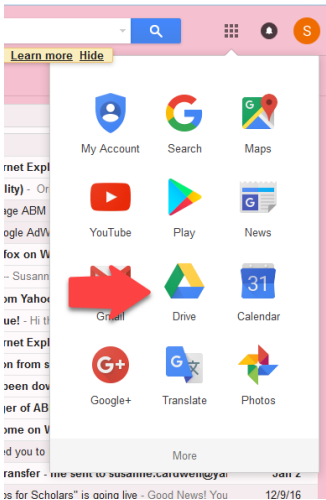 S
Learn more Hide
My Account Search Maps
rnet Expl
lity) - Or
YouTube Play News
age ABM
ogle AdW
fox on W
- Susann
31
om Yahoo
Gmail Drive Calendar
ue! - Hi th
rnet Expl
on from s
Google+ Translate Photos
been dow
ger of AB
ome on W
ed you to
More
ransfer - me sent to susanne.cardwell@yal Jan 2
s for Scholars" is going live - Good News! You 12/9/16